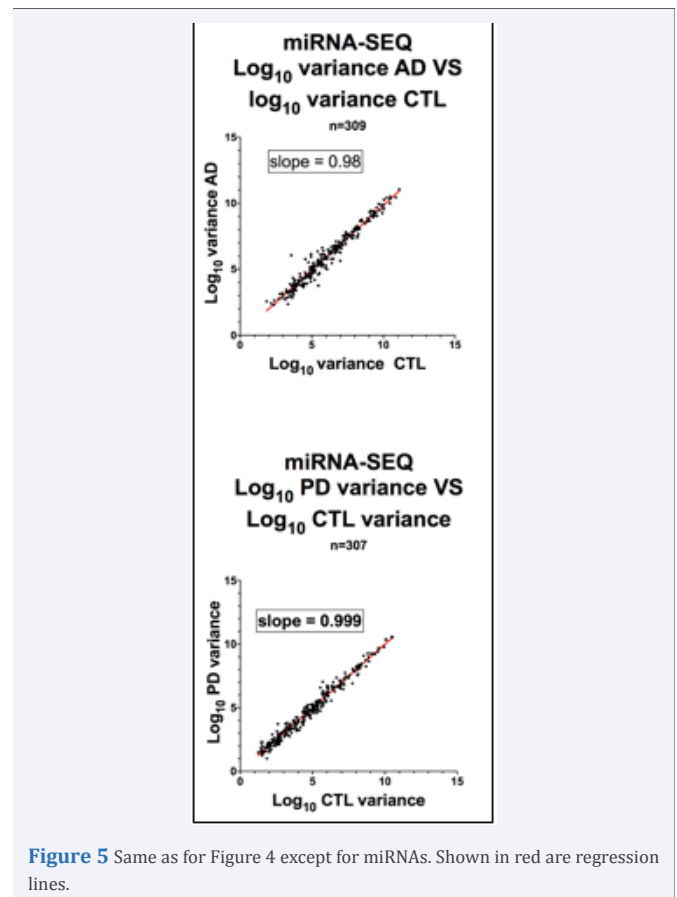 miRNA-SEQ
Log₁₀ variance AD VS
log₁₀ variance CTL
n=309
15
slope = 0.98
10
5
0
Log₁₀ variance AD
0 5 10 15
Log₁₀ variance CTL
miRNA-SEQ
Log₁₀ PD variance VS
Log₁₀ CTL variance
n=307
15
slope = 0.999
10
5
0
Log₁₀ PD variance
0 5 10 15
Log₁₀ CTL variance
Figure 5 Same as for Figure 4 except for miRNAs. Shown in red are regression
lines.